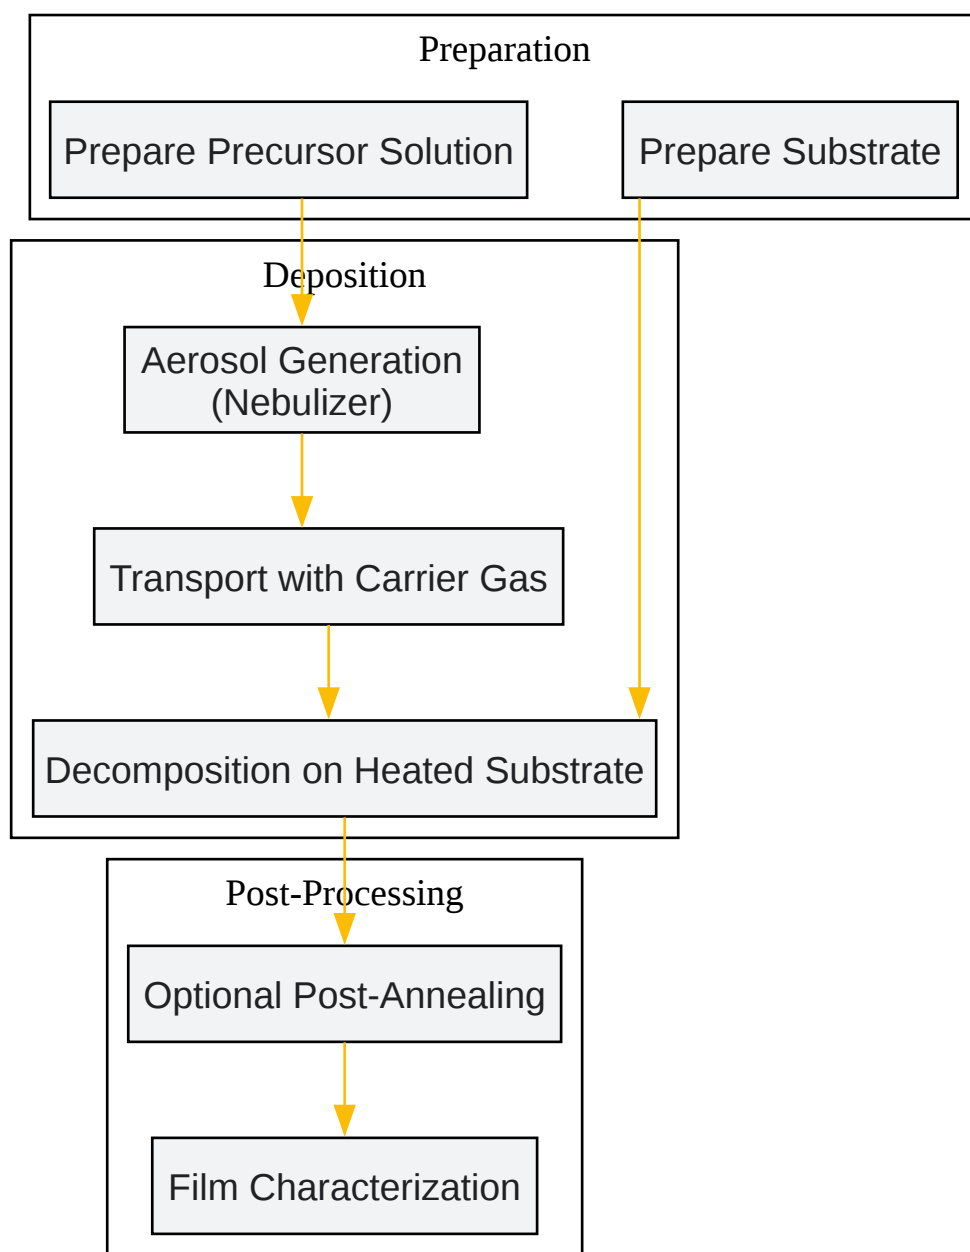 Preparation
Prepare Precursor Solution
Prepare Substrate
Deposition
Aerosol Generation
(Nebulizer)
Transport with Carrier Gas
Decomposition on Heated Substrate
Post-Processing
Optional Post-Annealing
Film Characterization